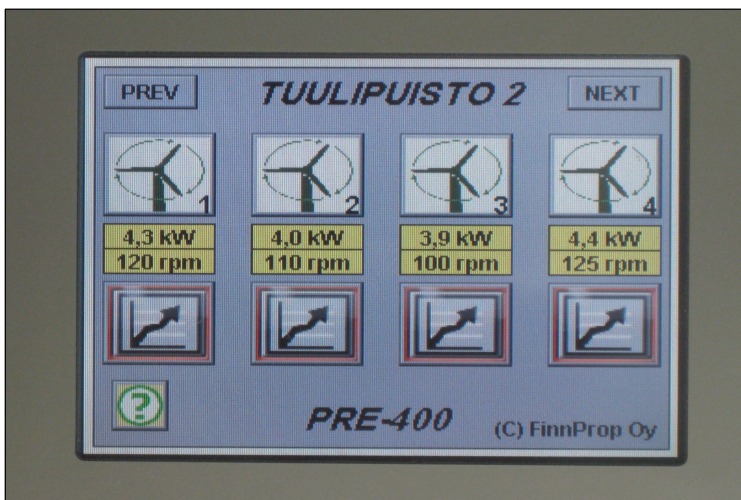 PREV TUULIPUISTO 2 NEXT
1 2 3 4
4,3 kW 4,0 kW 3,9 kW 4,4 kW
120 rpm 110 rpm 100 rpm 125 rpm
?
PRE-400
(C) FinnProp Oy